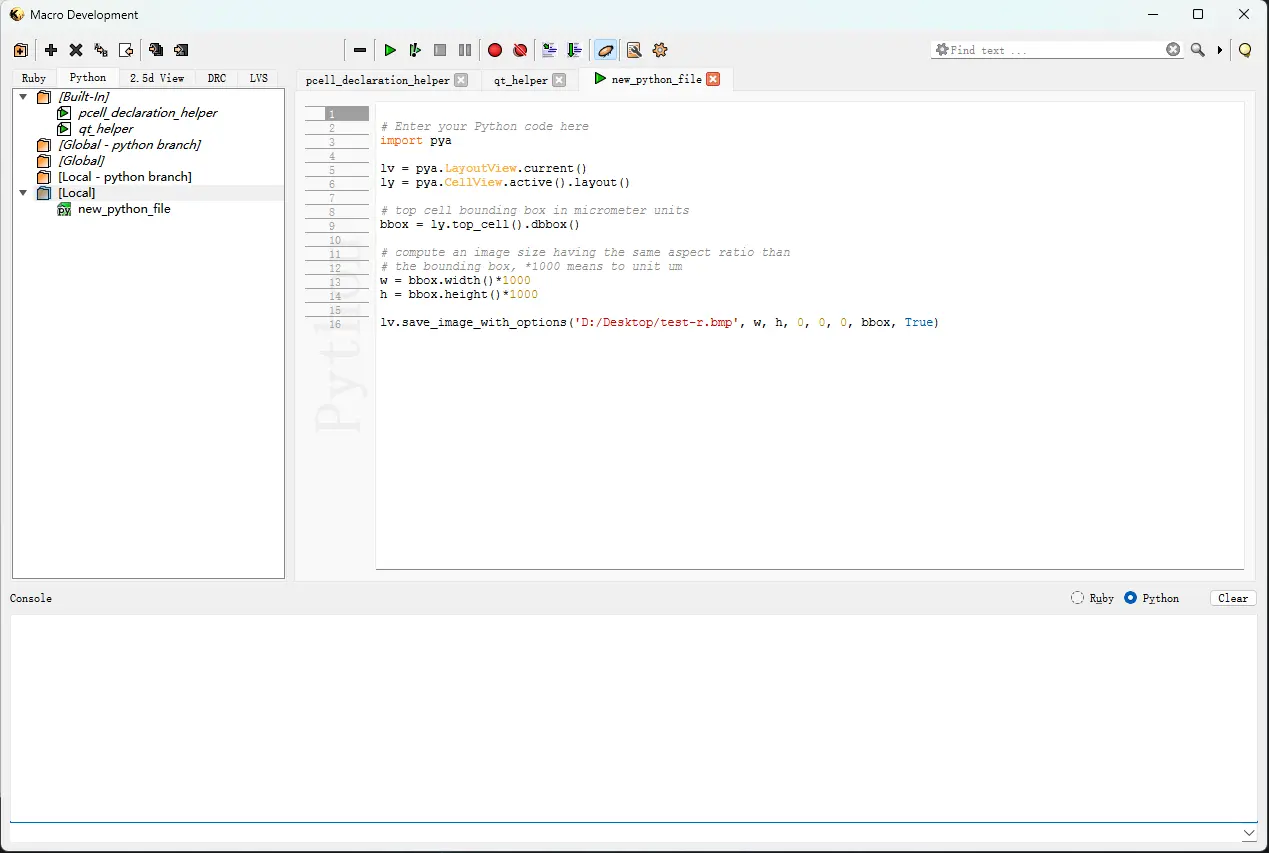 Macro Development
Find text ...
Ruby Python 2.5d View DRC LVS
pcell_declaration_helper qt_helper new_python_file
[Built-In]
pcell_declaration_helper
qt_helper
[Global - python branch]
[Global]
[Local - python branch]
[Local]
py new_python_file
1
2 # Enter your Python code here
3 import pya
4
5 lv = pya.LayoutView.current()
6 ly = pya.CellView.active().layout()
7
8 # top cell bounding box in micrometer units
9 bbox = ly.top_cell().dbbox()
10
11 # compute an image size having the same aspect ratio than
12 # the bounding box, *1000 means to unit um
13 w = bbox.width()*1000
14 h = bbox.height()*1000
15
16 lv.save_image_with_options('D:/Desktop/test-r.bmp', w, h, 0, 0, 0, bbox, True)
Python
Console Ruby Python Clear